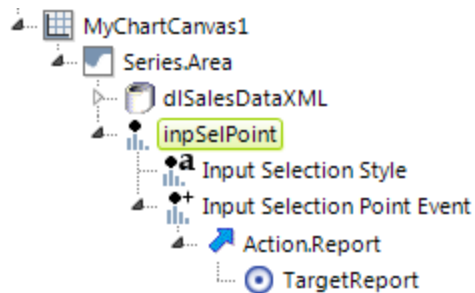 MyChartCanvas1
Series.Area
dlSalesDataXML
inpSelPoint
a Input Selection Style
Input Selection Point Event
Action.Report
TargetReport